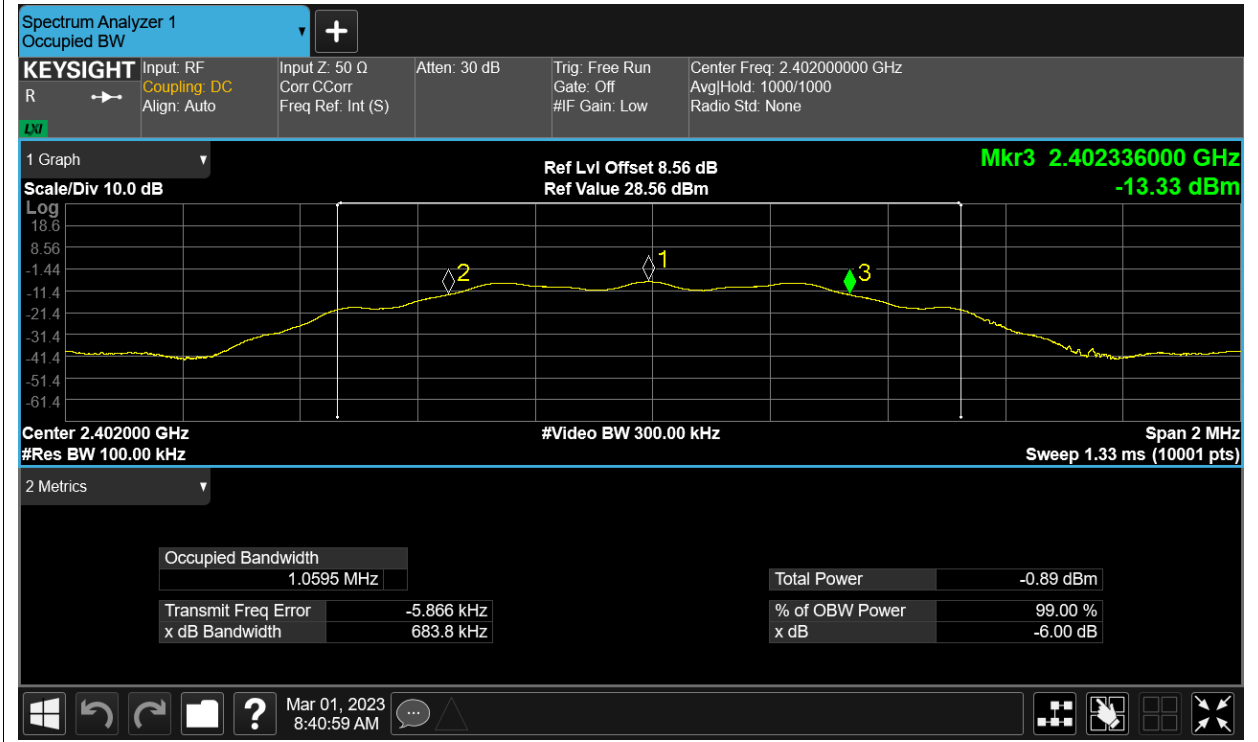 Spectrum Analyzer 1
Occupied BW
KEYSIGHT
R
LXI
Input: RF
Coupling: DC
Align: Auto
Input Z: 50 Ω
Corr CCorr
Freq Ref: Int (S)
Atten: 30 dB
Trig: Free Run
Gate: Off
#IF Gain: Low
Center Freq: 2.402000000 GHz
Avg|Hold: 1000/1000
Radio Std: None
1 Graph
Scale/Div 10.0 dB
Ref Lvl Offset 8.56 dB
Ref Value 28.56 dBm
Mkr3 2.402336000 GHz
-13.33 dBm
Log
18.6
8.56
-1.44
-11.4
-21.4
-31.4
-41.4
-51.4
-61.4
2
1
3
Center 2.402000 GHz
#Res BW 100.00 kHz
#Video BW 300.00 kHz
Span 2 MHz
Sweep 1.33 ms (10001 pts)
2 Metrics
Occupied Bandwidth
1.0595 MHz
Transmit Freq Error -5.866 kHz
x dB Bandwidth 683.8 kHz
Total Power -0.89 dBm
% of OBW Power 99.00 %
x dB -6.00 dB
Mar 01, 2023
8:40:59 AM